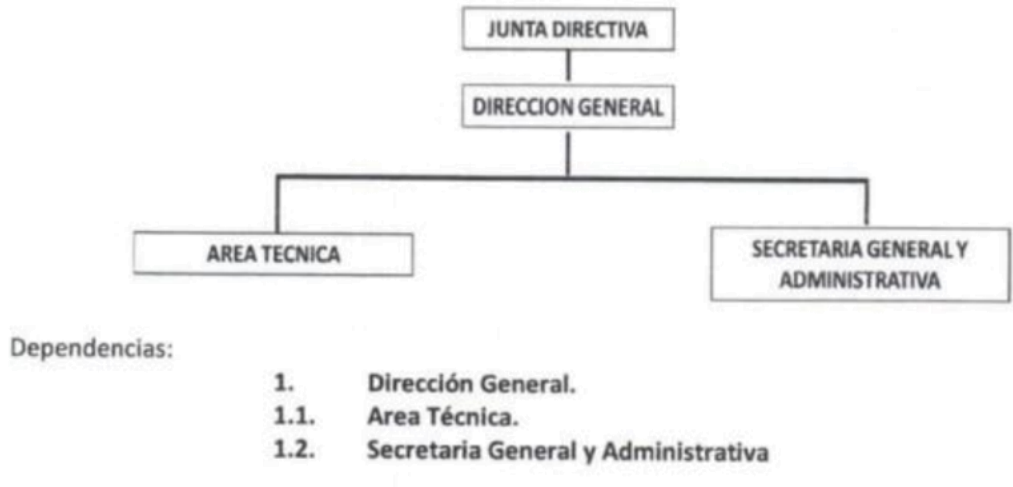 JUNTA DIRECTIVA
DIRECCION GENERAL
AREA TECNICA
SECRETARIA GENERAL Y
ADMINISTRATIVA
Dependencias:
1. Dirección General.
1.1. Area Técnica.
1.2. Secretaria General y Administrativa